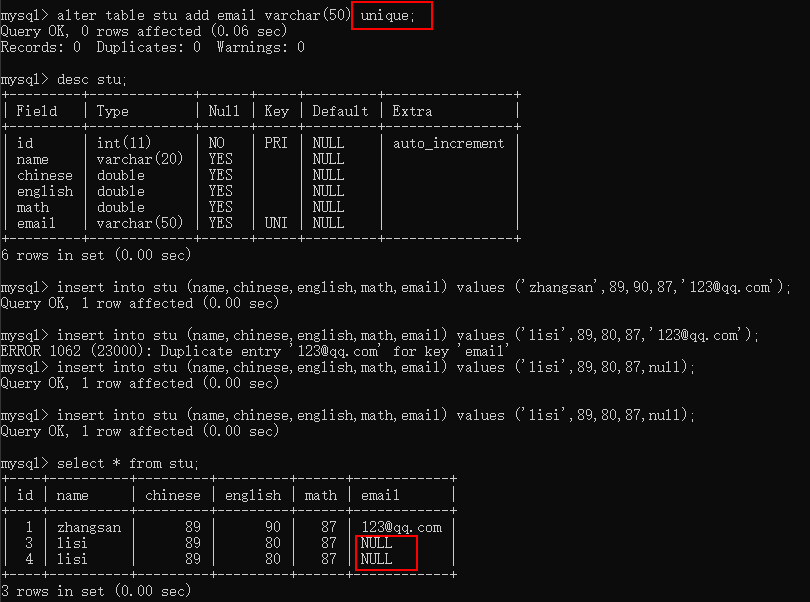 mysql> alter table stu add email varchar(50) unique;
Query OK, 0 rows affected (0.06 sec)
Records: 0  Duplicates: 0  Warnings: 0
mysql> desc stu;
+---------+-------------+------+-----+---------+----------------+
| Field   | Type        | Null | Key | Default | Extra          |
+---------+-------------+------+-----+---------+----------------+
| id      | int(11)     | NO   | PRI | NULL    | auto_increment |
| name    | varchar(20) | YES  |     | NULL    |                |
| chinese | double      | YES  |     | NULL    |                |
| english | double      | YES  |     | NULL    |                |
| math    | double      | YES  |     | NULL    |                |
| email   | varchar(50) | YES  | UNI | NULL    |                |
+---------+-------------+------+-----+---------+----------------+
6 rows in set (0.00 sec)
mysql> insert into stu (name,chinese,english,math,email) values ('zhangsan',89,90,87,'123@qq.com');
Query OK, 1 row affected (0.00 sec)
mysql> insert into stu (name,chinese,english,math,email) values ('lisi',89,80,87,'123@qq.com');
ERROR 1062 (23000): Duplicate entry '123@qq.com' for key 'email'
mysql> insert into stu (name,chinese,english,math,email) values ('lisi',89,80,87,null);
Query OK, 1 row affected (0.00 sec)
mysql> insert into stu (name,chinese,english,math,email) values ('lisi',89,80,87,null);
Query OK, 1 row affected (0.00 sec)
mysql> select * from stu;
+----+----------+---------+---------+------+------------+
| id | name     | chinese | english | math | email      |
+----+----------+---------+---------+------+------------+
|  1 | zhangsan |      89 |      90 |   87 | 123@qq.com |
|  3 | lisi     |      89 |      80 |   87 | NULL       |
|  4 | lisi     |      89 |      80 |   87 | NULL       |
+----+----------+---------+---------+------+------------+
3 rows in set (0.00 sec)